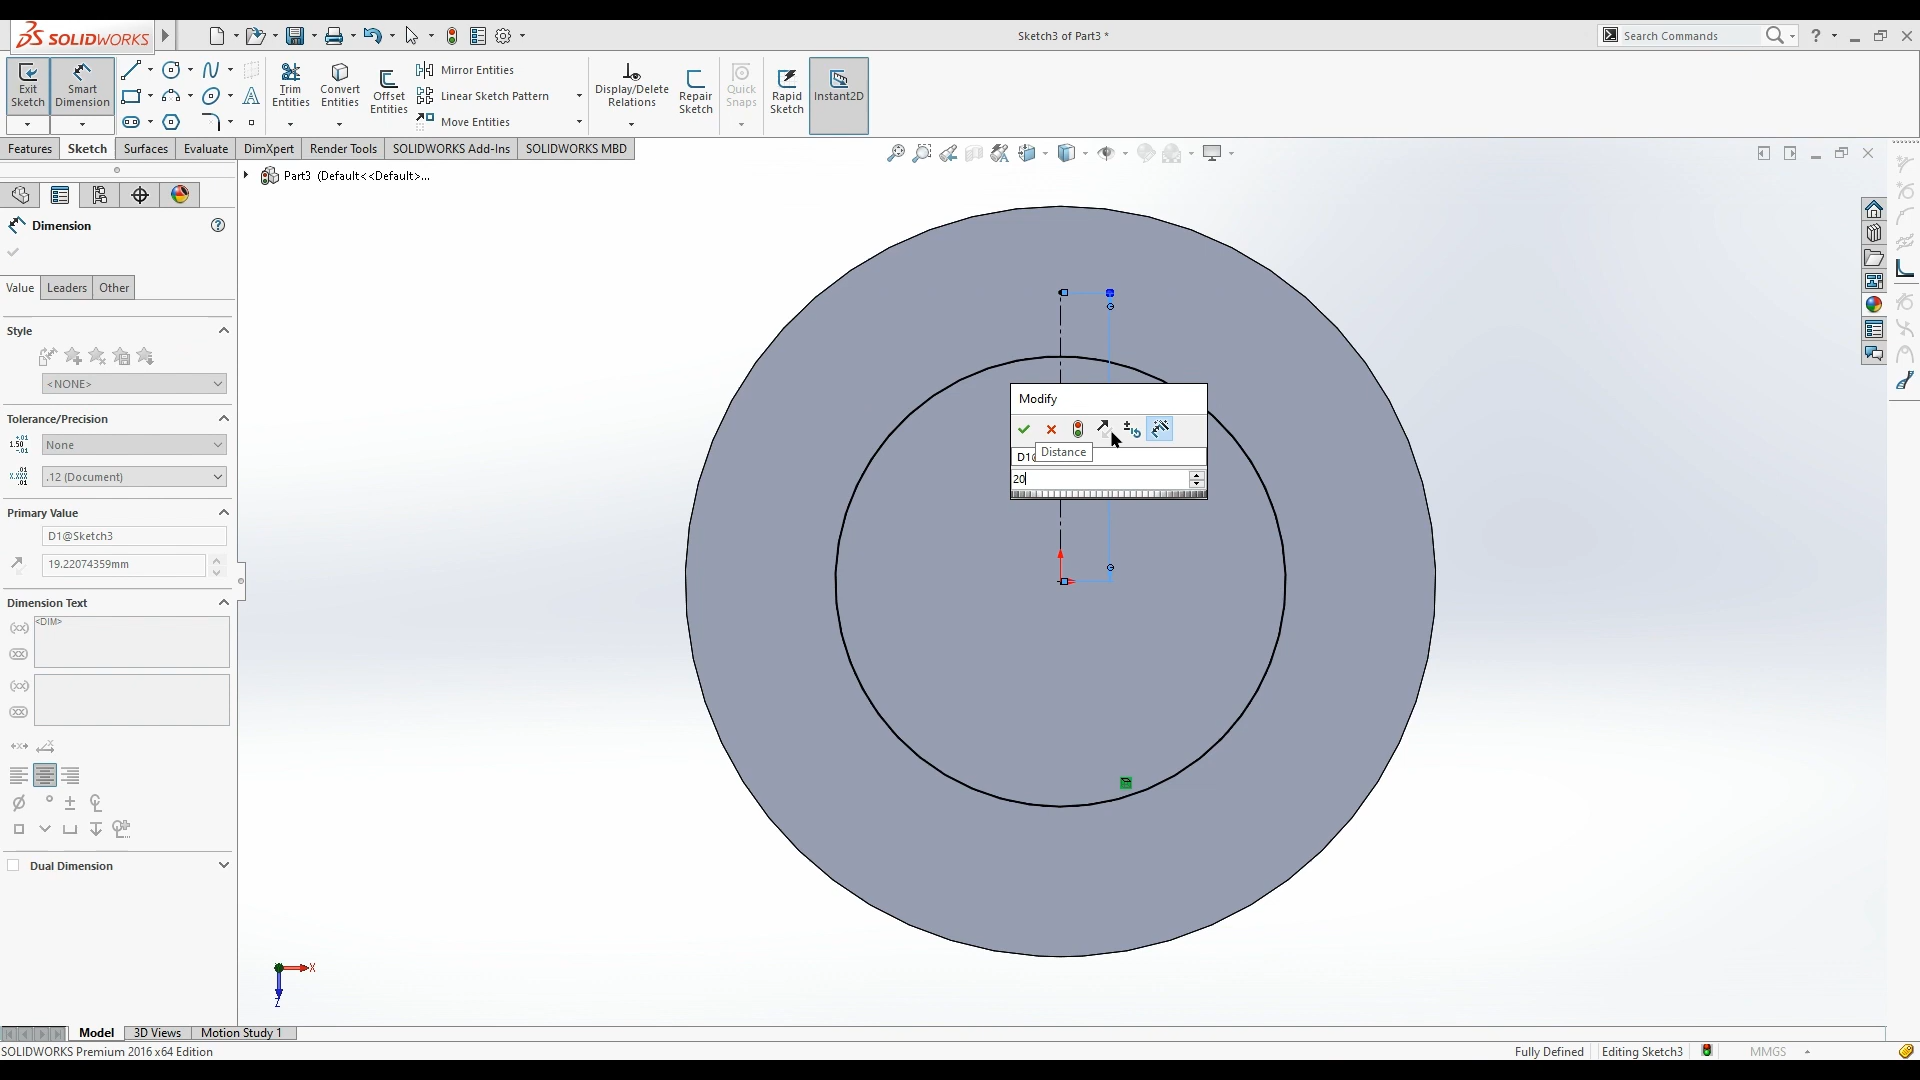 SOLIDWORKS
Sketch3 of Part3 *
Search Commands
Exit Sketch
Smart Dimension
Trim Entities
Convert Entities
Offset Entities
Mirror Entities
Linear Sketch Pattern
Move Entities
Display/Delete Relations
Repair Sketch
Quick Snaps
Rapid Sketch
Instant2D
Features
Sketch
Surfaces
Evaluate
DimXpert
Render Tools
SOLIDWORKS Add-Ins
SOLIDWORKS MBD
Part3 (Default<<Default>...
Dimension
Value
Leaders
Other
Style
<NONE>
Tolerance/Precision
None
.12 (Document)
Primary Value
D1@Sketch3
19.22074359mm
Dimension Text
<DIM>
Dual Dimension
Modify
D1@
Distance
20
X
Z
Model
3D Views
Motion Study 1
SOLIDWORKS Premium 2016 x64 Edition
Fully Defined
Editing Sketch3
MMGS